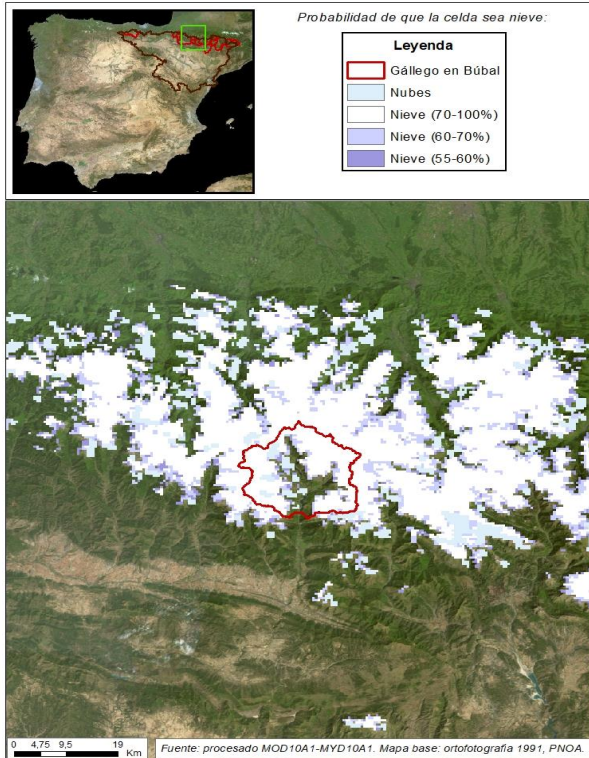 Probabilidad de que la celda sea nieve:
Leyenda
Gállego en Búbal
Nubes
Nieve (70-100%)
Nieve (60-70%)
Nieve (55-60%)
0 4,75 9,5 19
Km
Fuente: procesado MOD10A1-MYD10A1. Mapa base: ortofotografia 1991, PNOA.